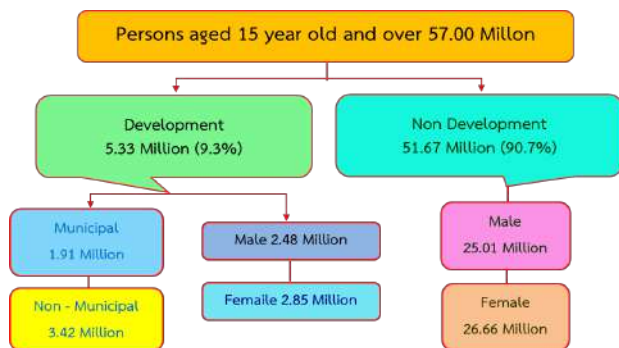 Persons aged 15 year old and over 57.00 Millon
Development
5.33 Million (9.3%)
Non Development
51.67 Million (90.7%)
Municipal
1.91 Million
Non - Municipal
3.42 Million
Male 2.48 Million
Femaile 2.85 Million
Male
25.01 Million
Female
26.66 Million